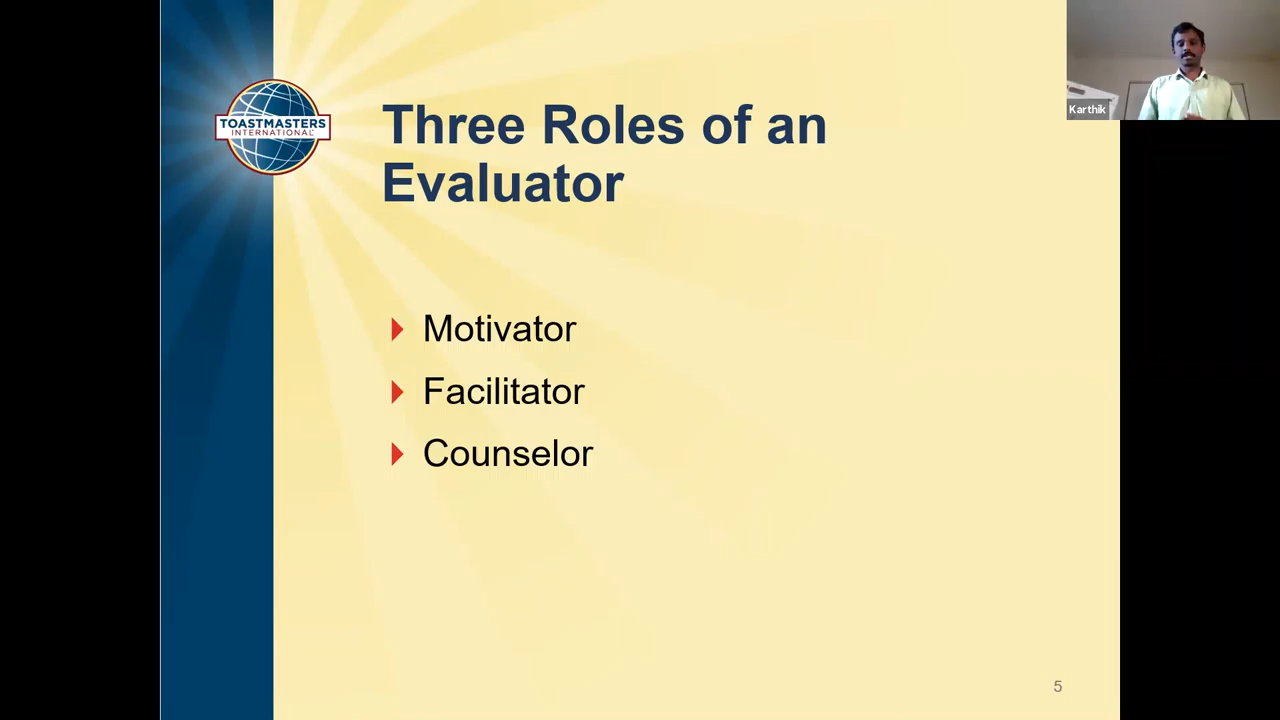 TOASTMASTERS
INTERNATIONAL
Three Roles of an
Evaluator
Motivator
Facilitator
Counselor
5
Karthik